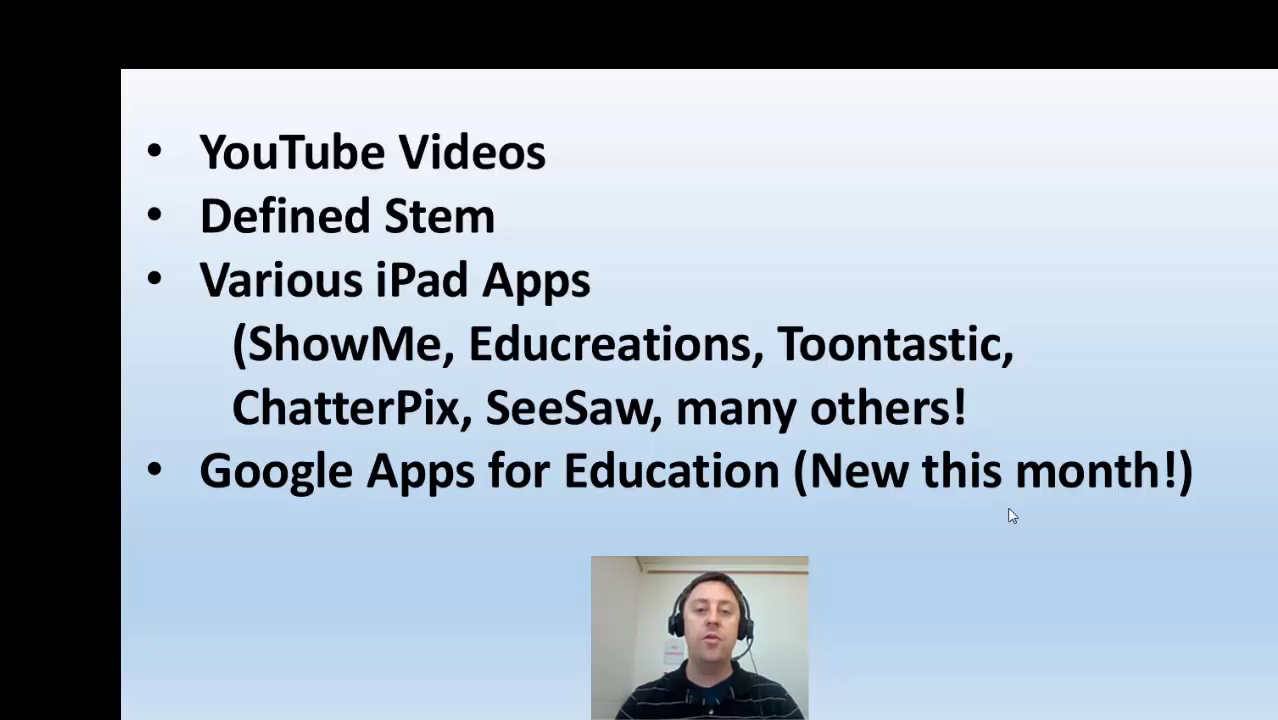 • YouTube Videos
• Defined Stem
• Various iPad Apps
(ShowMe, Educreations, Toontastic,
ChatterPix, SeeSaw, many others!
• Google Apps for Education (New this month!)